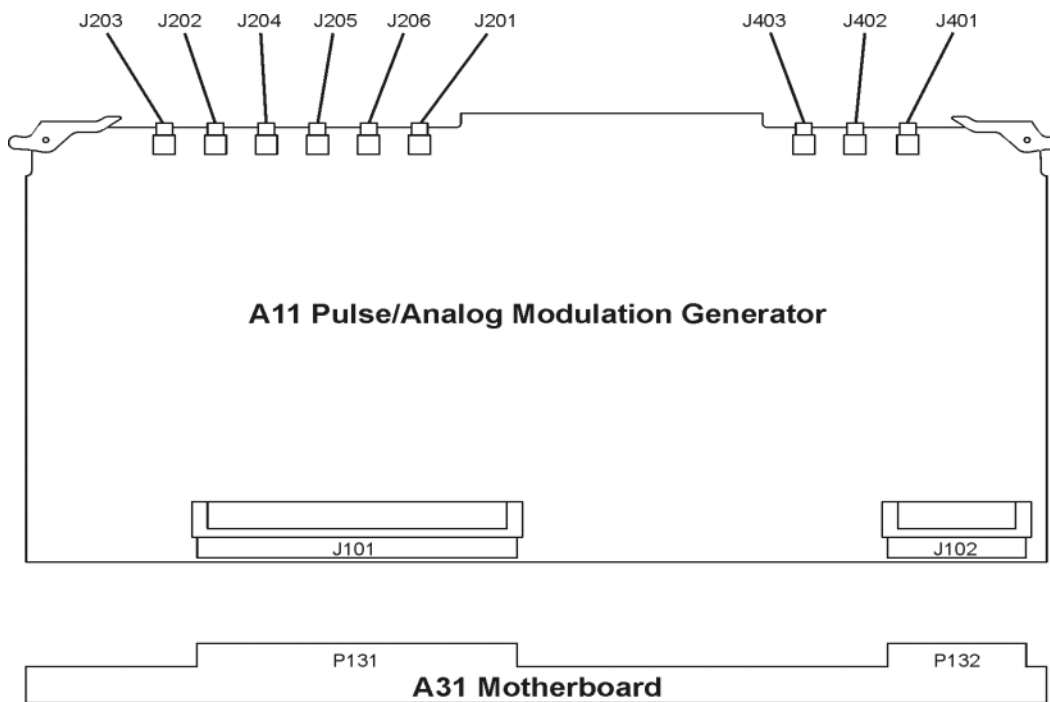 J203 J202 J204 J205 J206 J201 J403 J402 J401
A11 Pulse/Analog Modulation Generator
J101 J102
P131 P132
A31 Motherboard